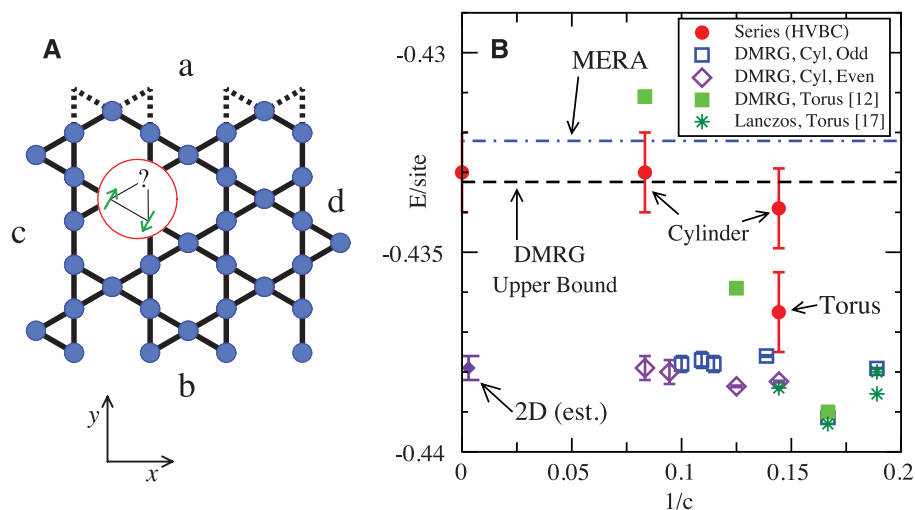 A
a
?
c
d
b
y
x
B
-0.43
-0.435
-0.44
E/site
0
0.05
0.1
0.15
0.2
1/c
Series (HVBC)
DMRG, Cyl, Odd
DMRG, Cyl, Even
DMRG, Torus [12]
Lanczos, Torus [17]
MERA
DMRG
Upper Bound
Cylinder
Torus
2D (est.)